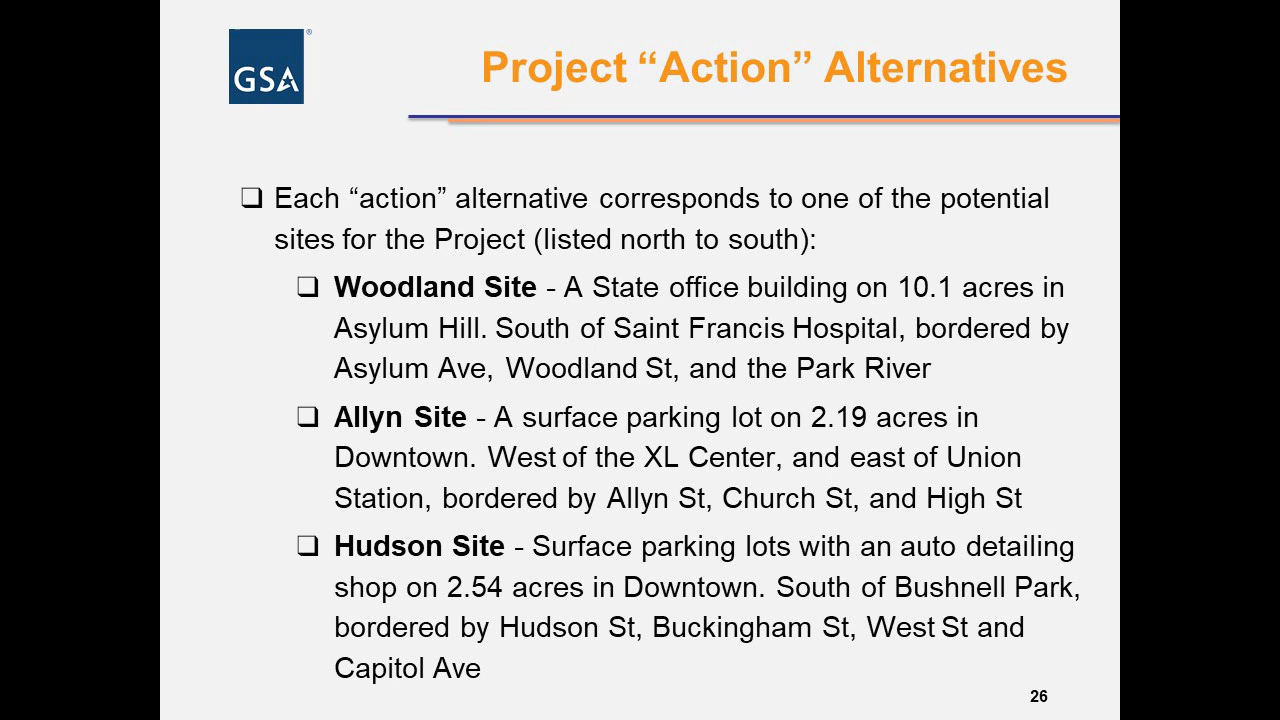 GSA®
Project “Action” Alternatives
❑ Each “action” alternative corresponds to one of the potential
sites for the Project (listed north to south):
❑ Woodland Site - A State office building on 10.1 acres in
Asylum Hill. South of Saint Francis Hospital, bordered by
Asylum Ave, Woodland St, and the Park River
❑ Allyn Site - A surface parking lot on 2.19 acres in
Downtown. West of the XL Center, and east of Union
Station, bordered by Allyn St, Church St, and High St
❑ Hudson Site - Surface parking lots with an auto detailing
shop on 2.54 acres in Downtown. South of Bushnell Park,
bordered by Hudson St, Buckingham St, West St and
Capitol Ave
26